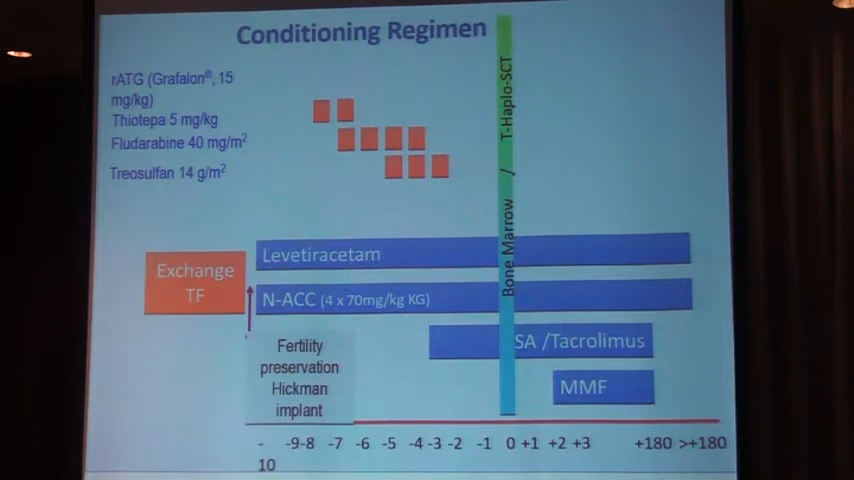 Conditioning Regimen
rATG (Grafalon®, 15
mg/kg)
Thiotepa 5 mg/kg
Fludarabine 40 mg/m²
Treosulfan 14 g/m²
Bone Marrow / T-Haplo-SCT
Levetiracetam
Exchange
TF
N-ACC (4 x 70mg/kg KG)
SA /Tacrolimus
Fertility
preservation
Hickman
implant
MMF
-10 -9 -8 -7 -6 -5 -4 -3 -2 -1 0 +1 +2 +3 +180 >+180